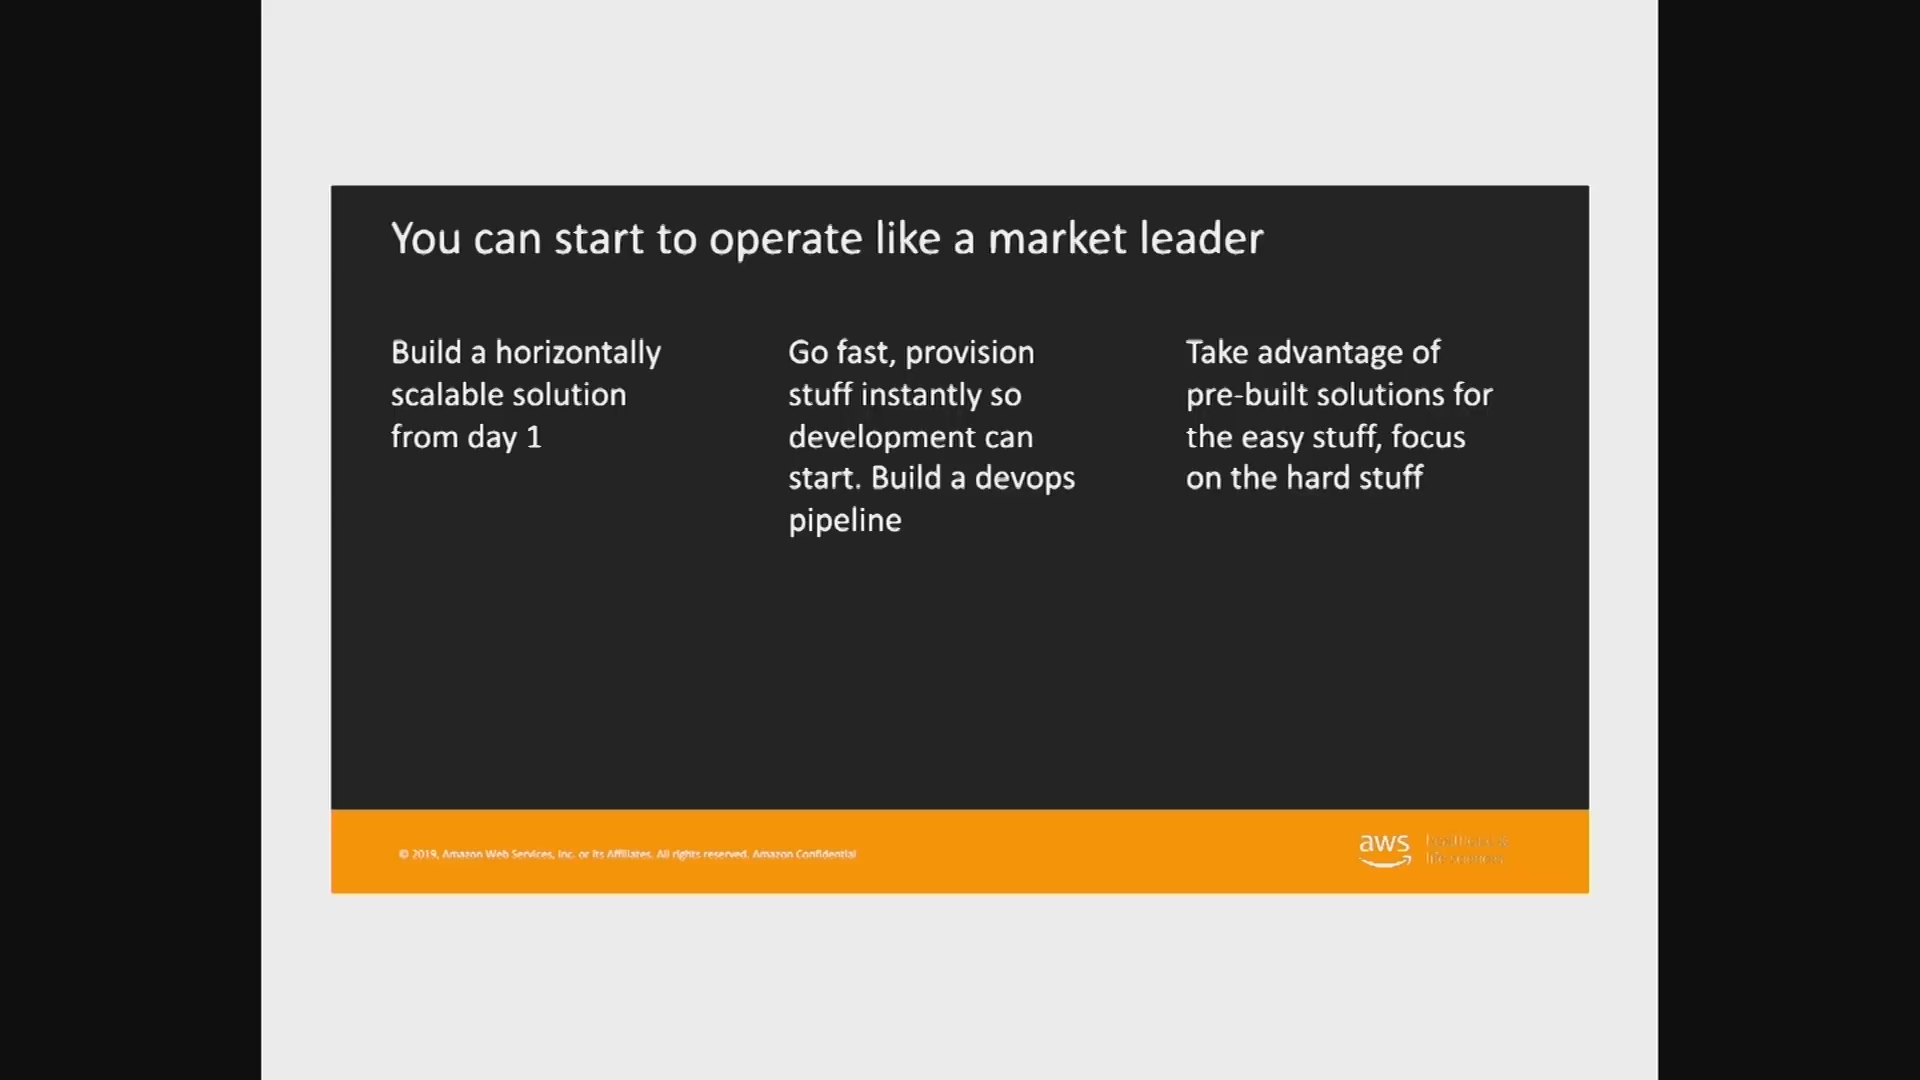 You can start to operate like a market leader
Build a horizontally
scalable solution
from day 1
Go fast, provision
stuff instantly so
development can
start. Build a devops
pipeline
Take advantage of
pre-built solutions for
the easy stuff, focus
on the hard stuff
© 2019, Amazon Web Services, Inc. or its Affiliates. All rights reserved. Amazon Confidential
aws
life sciences